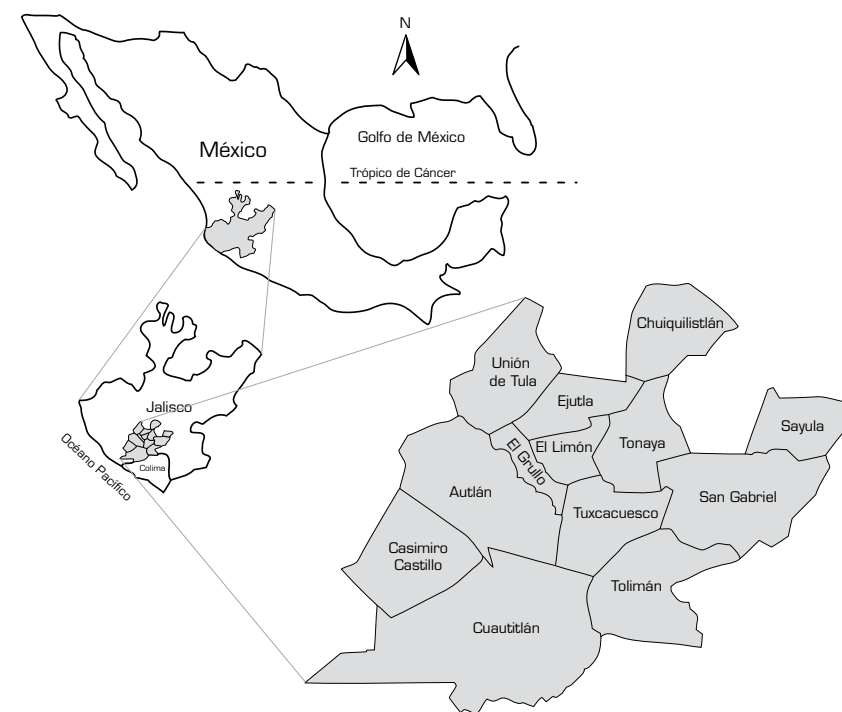 N
México
Golfo de México
Trópico de Cáncer
Chuiquilistlán
Unión
de Tula
Ejutla
Jalisco
Sayula
El Grullo
El Limón
Tonaya
Océano Pacífico
Colima
Autlán
San Gabriel
Tuxcacuesco
Casimiro
Castillo
Tolimán
Cuautitlán